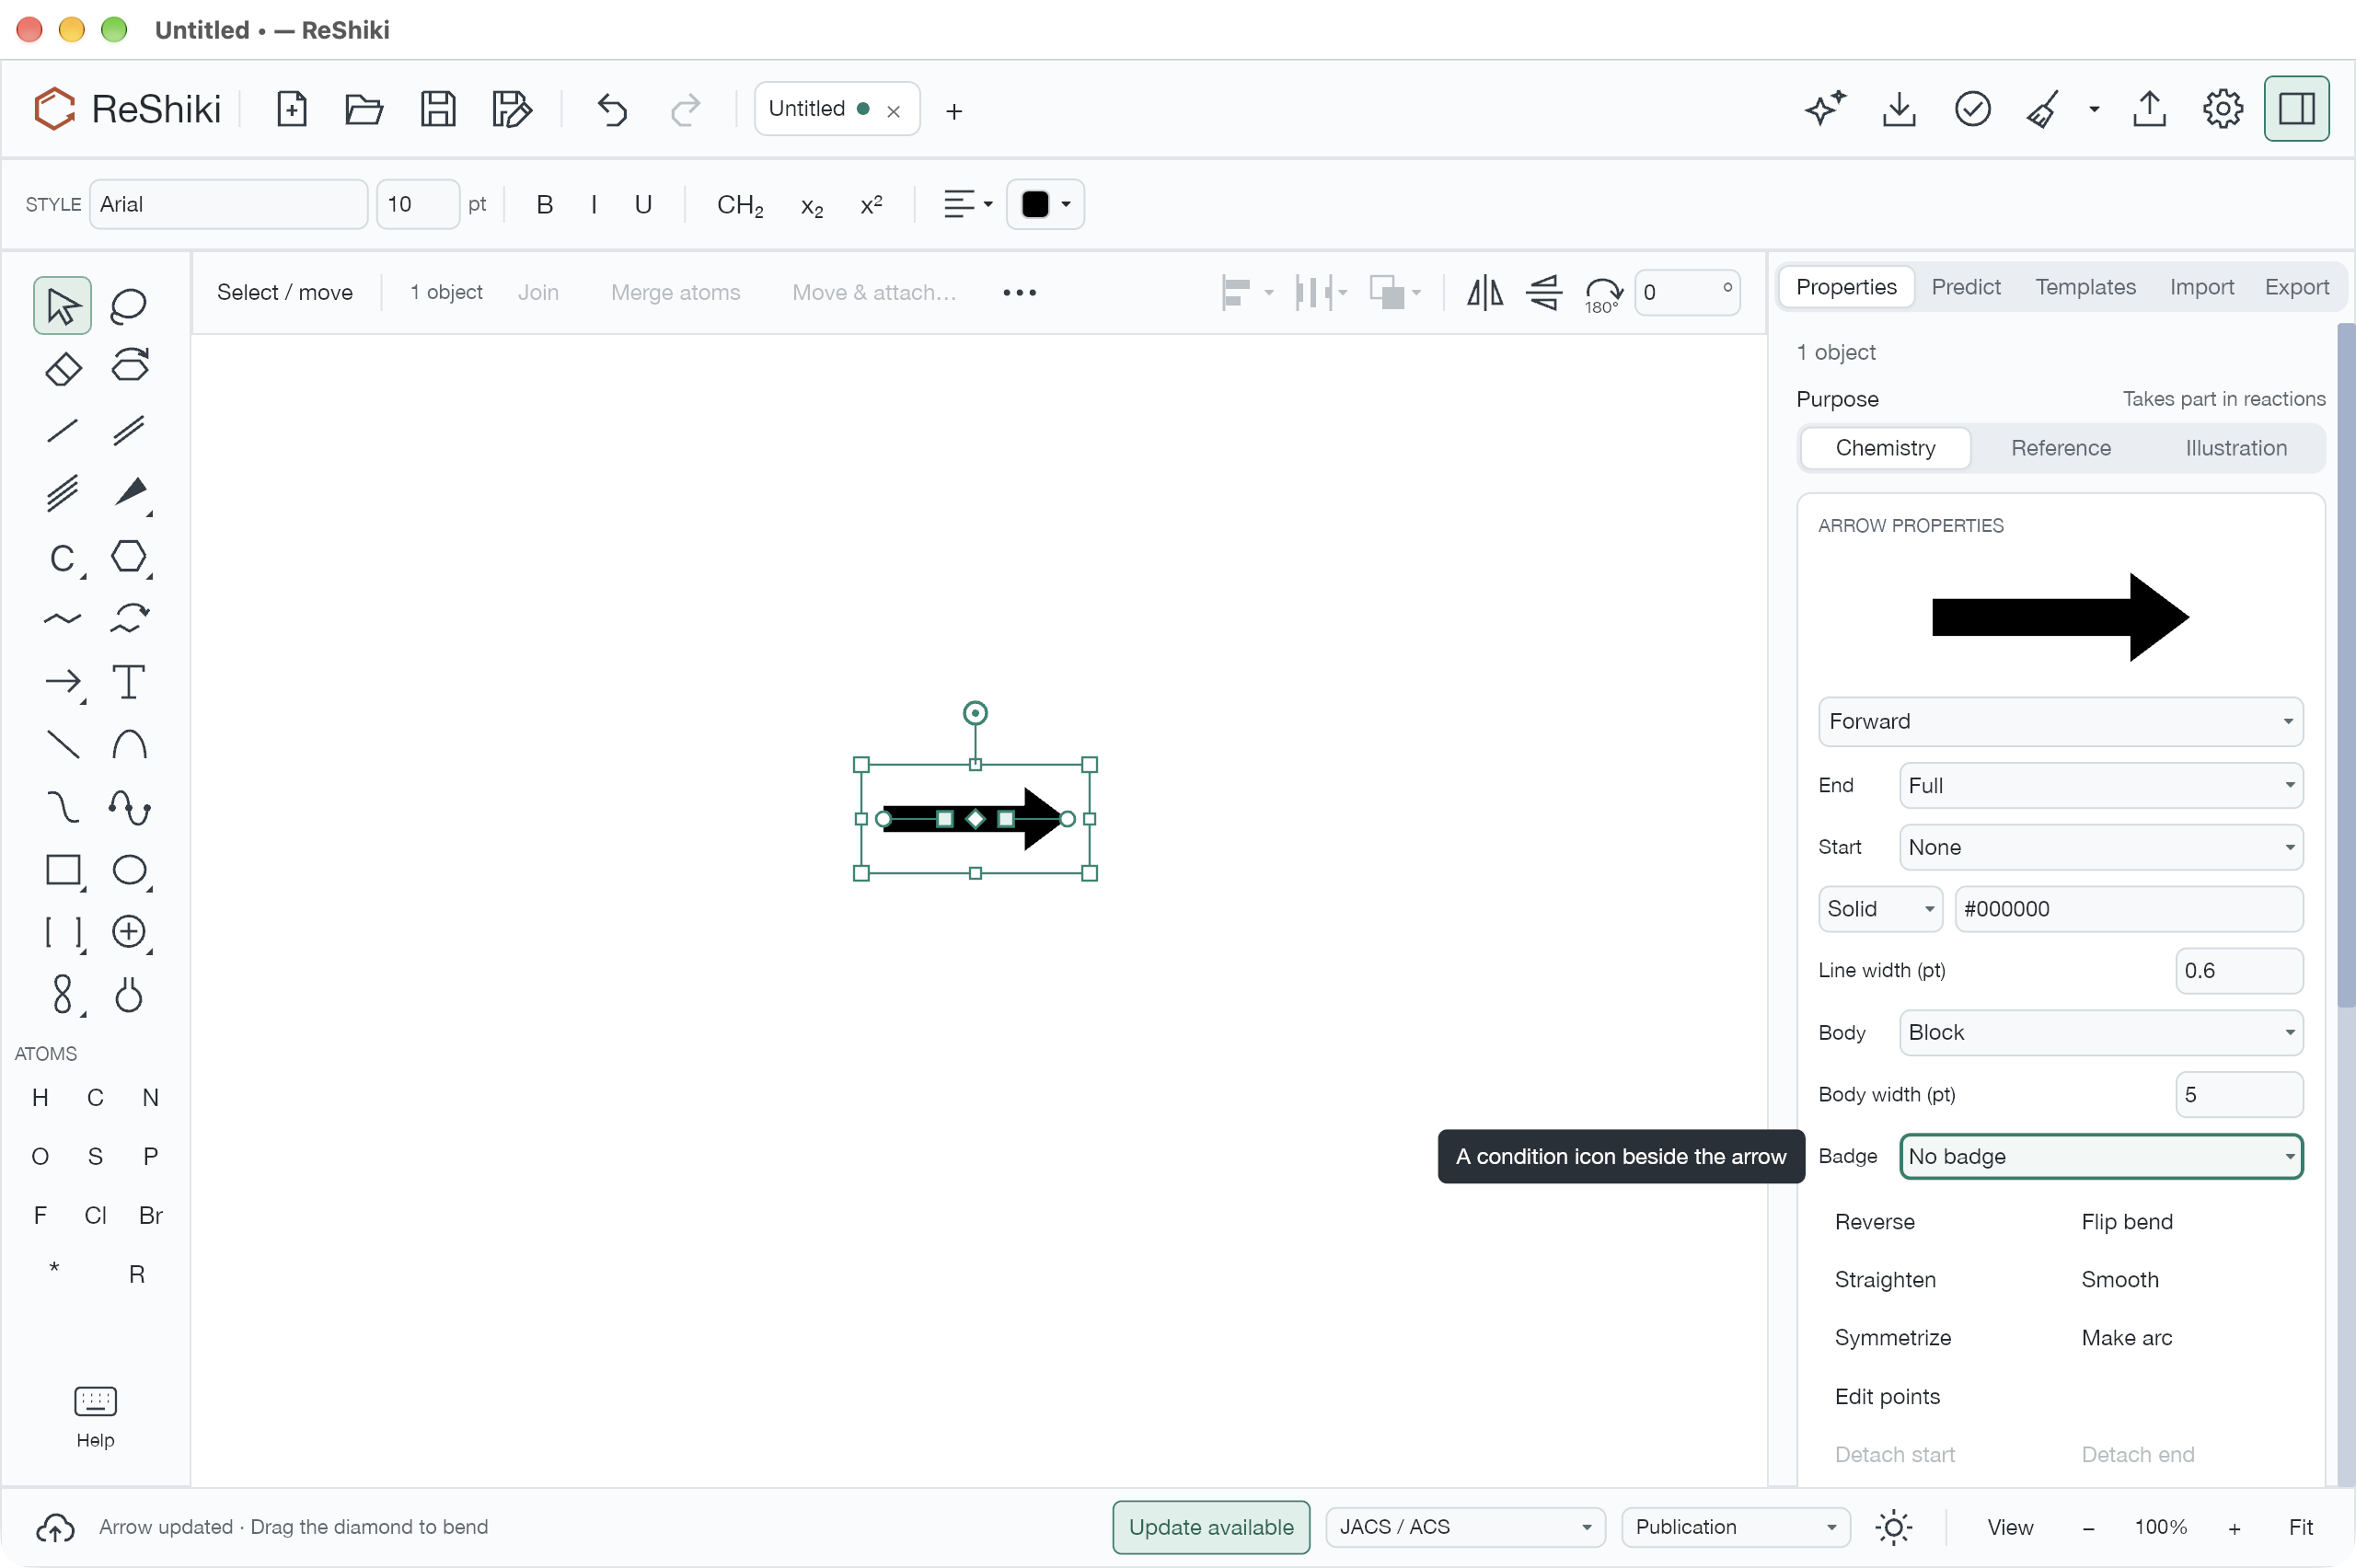 Untitled • — ReShiki
ReShiki
Untitled
STYLE Arial 10 pt B I U CH₂ x₂ x²
Select / move 1 object Join Merge atoms Move & attach... 180° 0 °
Properties Predict Templates Import Export
1 object
Purpose Takes part in reactions
Chemistry Reference Illustration
ARROW PROPERTIES
Forward
End Full
Start None
Solid #000000
Line width (pt) 0.6
Body Block
Body width (pt) 5
A condition icon beside the arrow
Badge No badge
Reverse Flip bend
Straighten Smooth
Symmetrize Make arc
Edit points
Detach start Detach end
C
T
[ ]
ATOMS
H C N
O S P
F Cl Br
* R
Help
Arrow updated · Drag the diamond to bend
Update available JACS / ACS Publication View − 100% + Fit